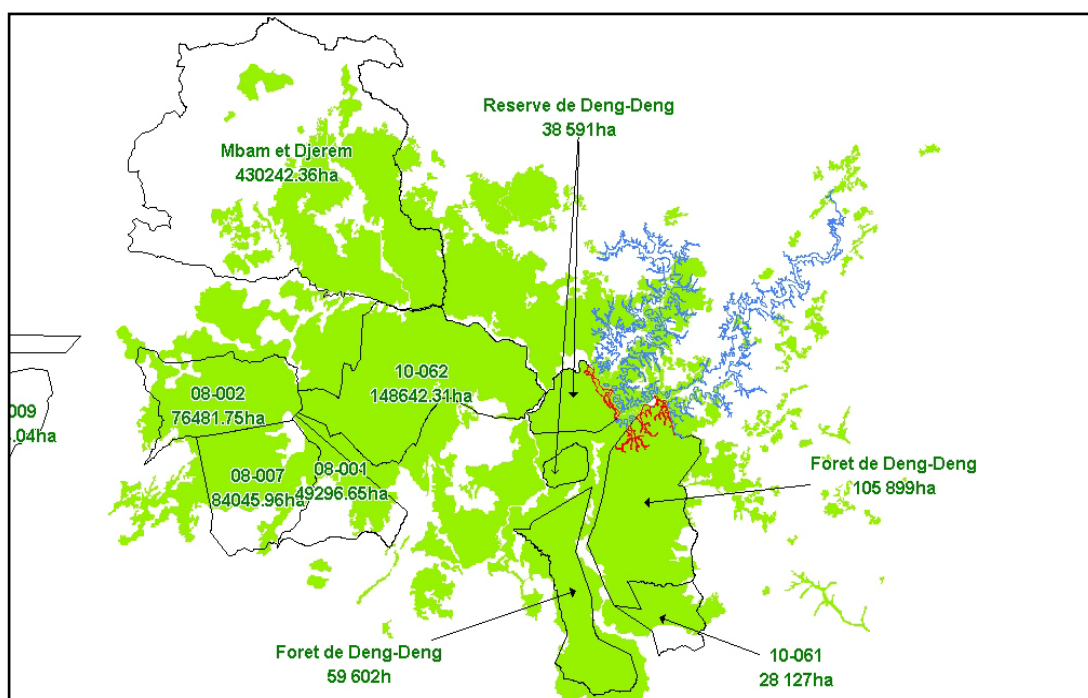 Reserve de Deng-Deng
38 591ha
Mbam et Djerem
430242.36ha
10-062
148642.31ha
08-002
76481.75ha
009
.04ha
08-007
84045.96ha
08-001
49296.65ha
Foret de Deng-Deng
105 899ha
Foret de Deng-Deng
59 602h
10-061
28 127ha